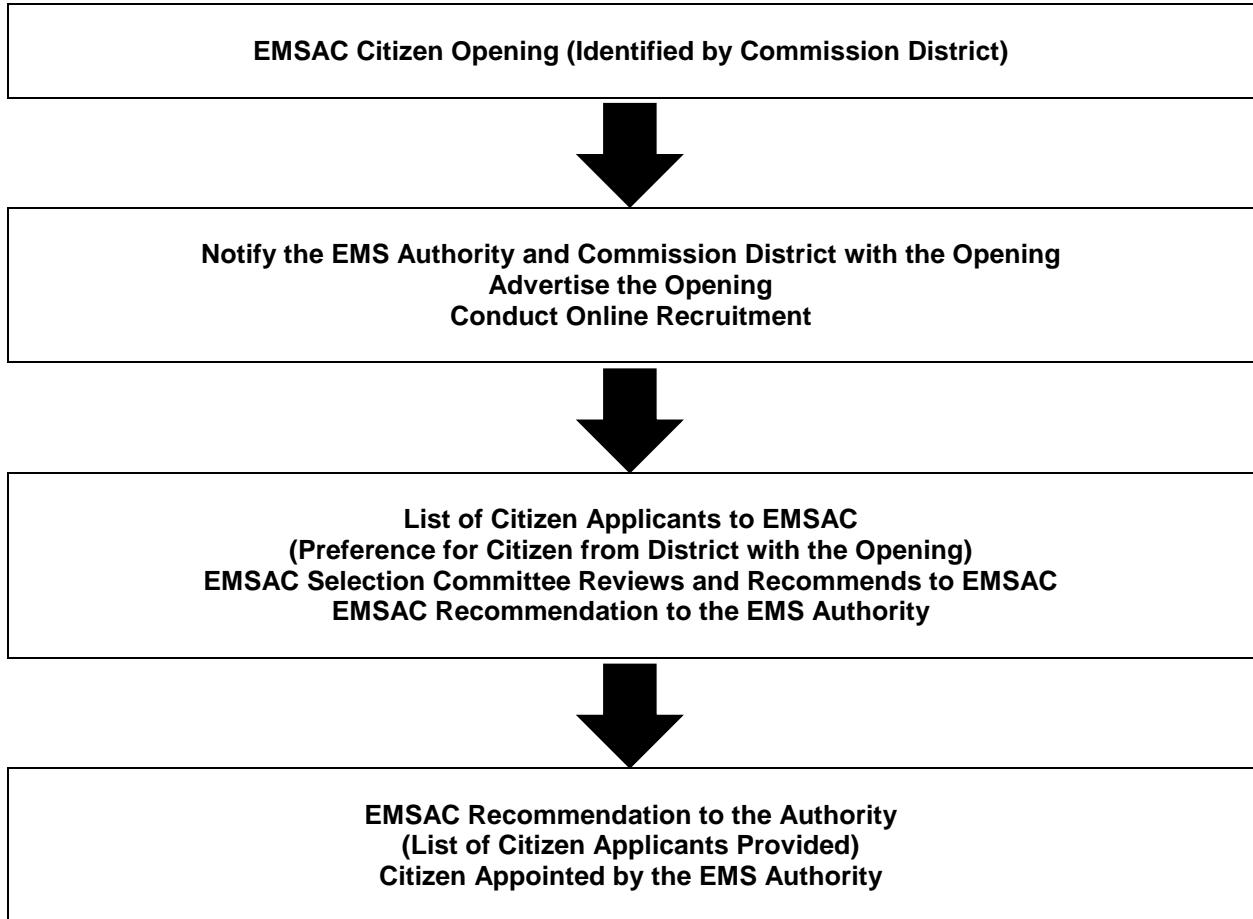 EMSAC Citizen Opening (Identified by Commission District)
Notify the EMS Authority and Commission District with the Opening
Advertise the Opening
Conduct Online Recruitment
List of Citizen Applicants to EMSAC
(Preference for Citizen from District with the Opening)
EMSAC Selection Committee Reviews and Recommends to EMSAC
EMSAC Recommendation to the EMS Authority
EMSAC Recommendation to the Authority
(List of Citizen Applicants Provided)
Citizen Appointed by the EMS Authority